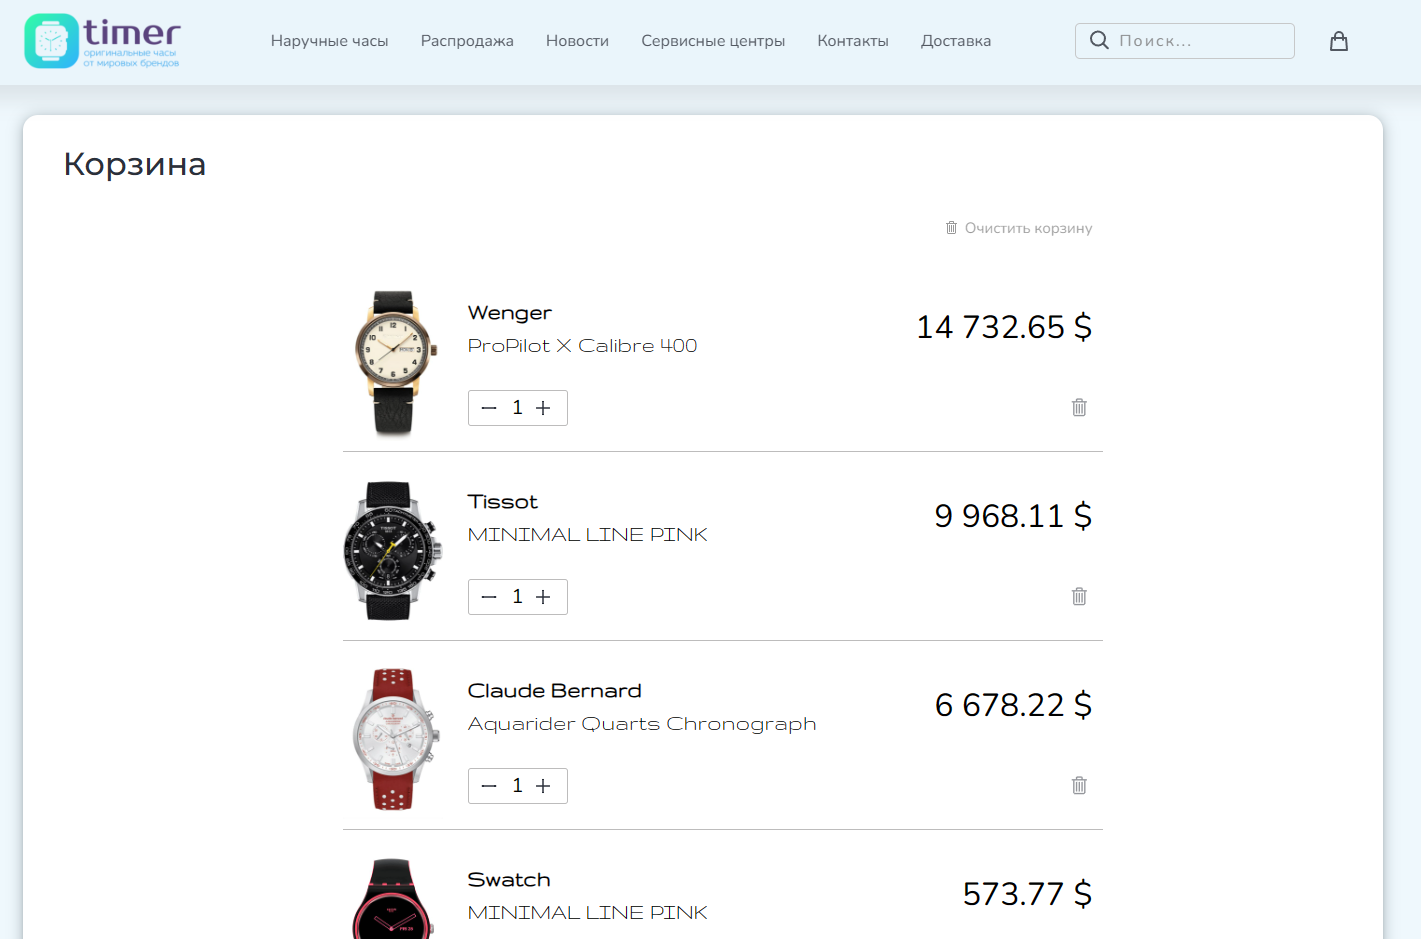 timer
оригинальные часы
от мировых брендов
Наручные часы
Распродажа
Новости
Сервисные центры
Контакты
Доставка
Поиск...
Корзина
Очистить корзину
Wenger
14 732.65 $
ProPilot X Calibre 400
1
Tissot
9 968.11 $
MINIMAL LINE PINK
1
Claude Bernard
6 678.22 $
Aquarider Quarts Chronograph
1
Swatch
573.77 $
MINIMAL LINE PINK